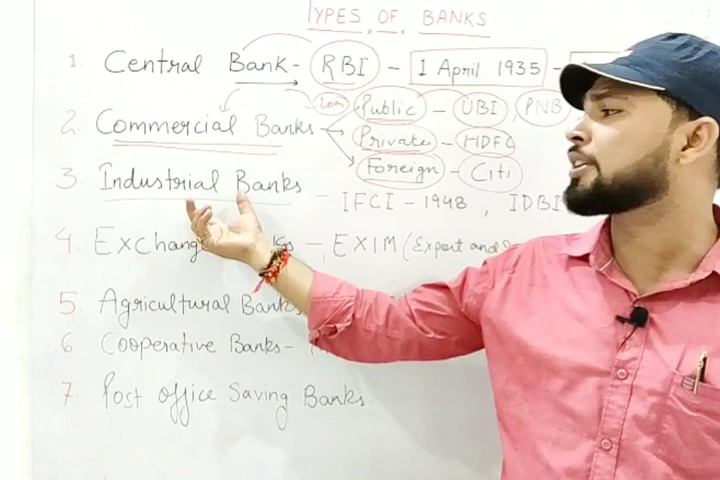 TYPES OF BANKS
1. Central Bank - RBI - 1 April 1935 -
Loan Public - UBI, PNB
2. Commercial Banks Private - HDFC
Foreign - Citi
3. Industrial Banks - IFCI - 1948, IDBI
4. Exchang - EXIM (Export and
5. Agricultural Banks
6. Cooperative Banks -
7. Post office Saving Banks.